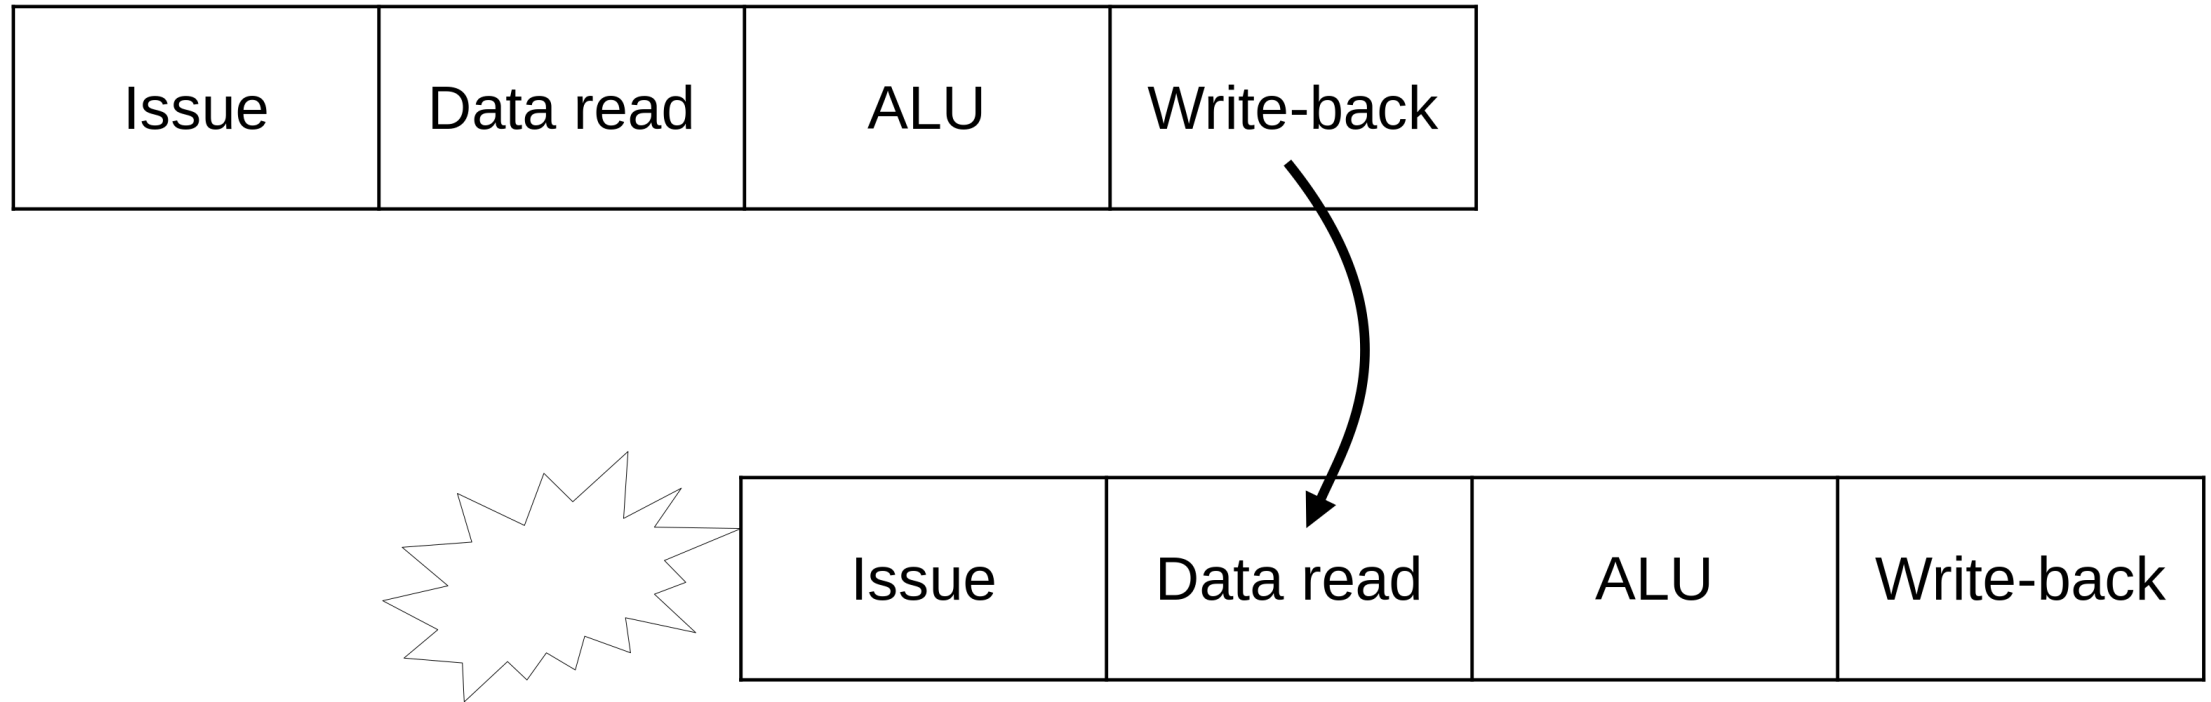 Issue Data read ALU Write-back
Issue Data read ALU Write-back